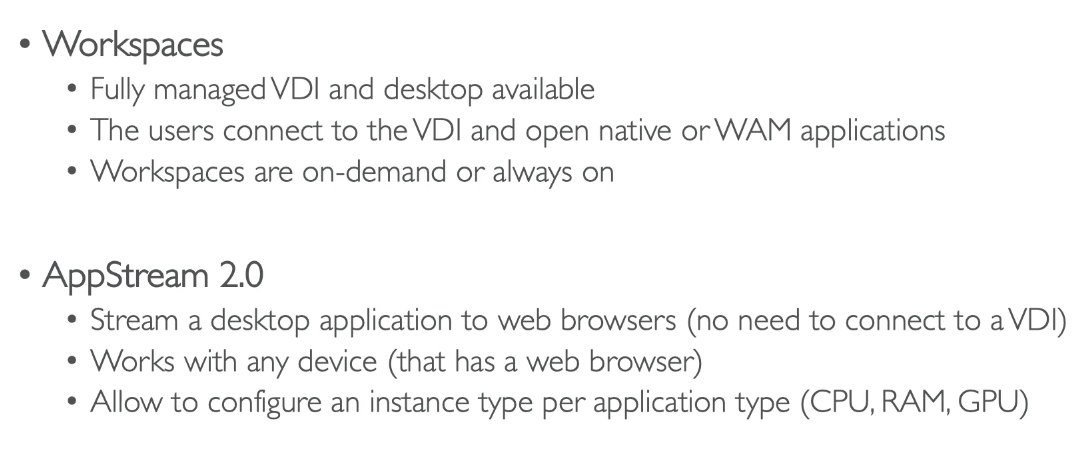 • Workspaces
• Fully managed VDI and desktop available
• The users connect to the VDI and open native or WAM applications
• Workspaces are on-demand or always on
• AppStream 2.0
• Stream a desktop application to web browsers (no need to connect to a VDI)
• Works with any device (that has a web browser)
• Allow to configure an instance type per application type (CPU, RAM, GPU)